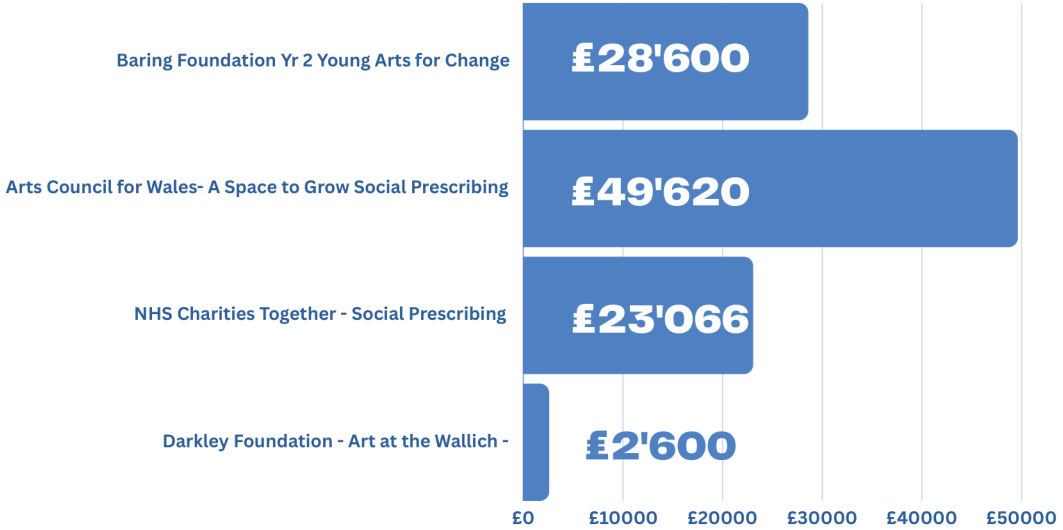 Baring Foundation Yr 2 Young Arts for Change
£28'600
Arts Council for Wales- A Space to Grow Social Prescribing
£49'620
NHS Charities Together - Social Prescribing
£23'066
Darkley Foundation - Art at the Wallich -
£2'600
£0 £10000 £20000 £30000 £40000 £50000